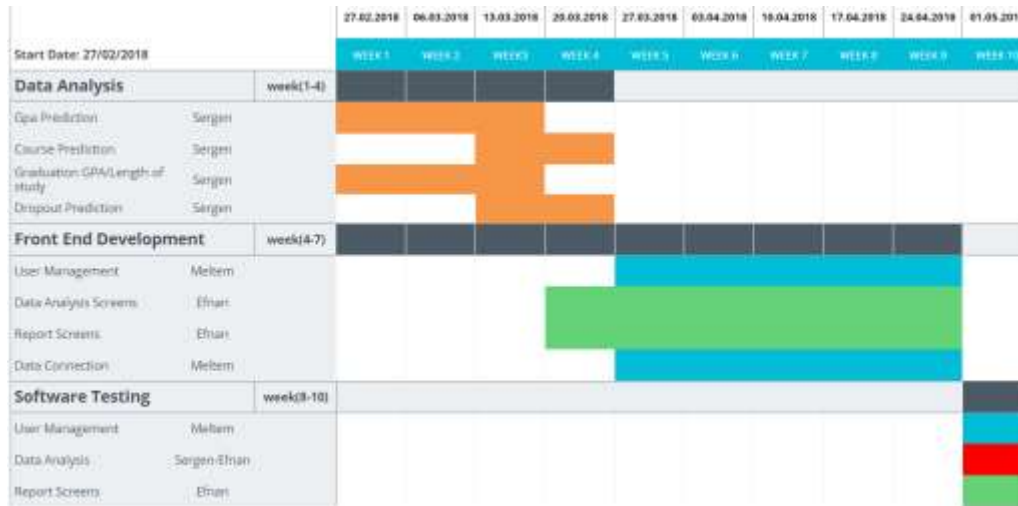 27.02.2018 06.03.2018 13.03.2018 20.03.2018 27.03.2018 03.04.2018 10.04.2018 17.04.2018 24.04.2018 01.05.201
Start Date: 27/02/2018 WEEK 1 WEEK 2 WEEK3 WEEK 4 WEEK 5 WEEK 6 WEEK 7 WEEK 8 WEEK 9 WEEK 10
Data Analysis week(1-4)
Gpa Prediction Sergen
Course Prediction Sergen
Graduation GPA/Length of
study Sergen
Dropout Prediction Sergen
Front End Development week(4-7)
User Management Meltem
Data Analysis Screens Efnan
Report Screens Efnan
Data Connection Meltem
Software Testing week(8-10)
User Management Meltem
Data Analysis Sergen-Efnan
Report Screens Efnan